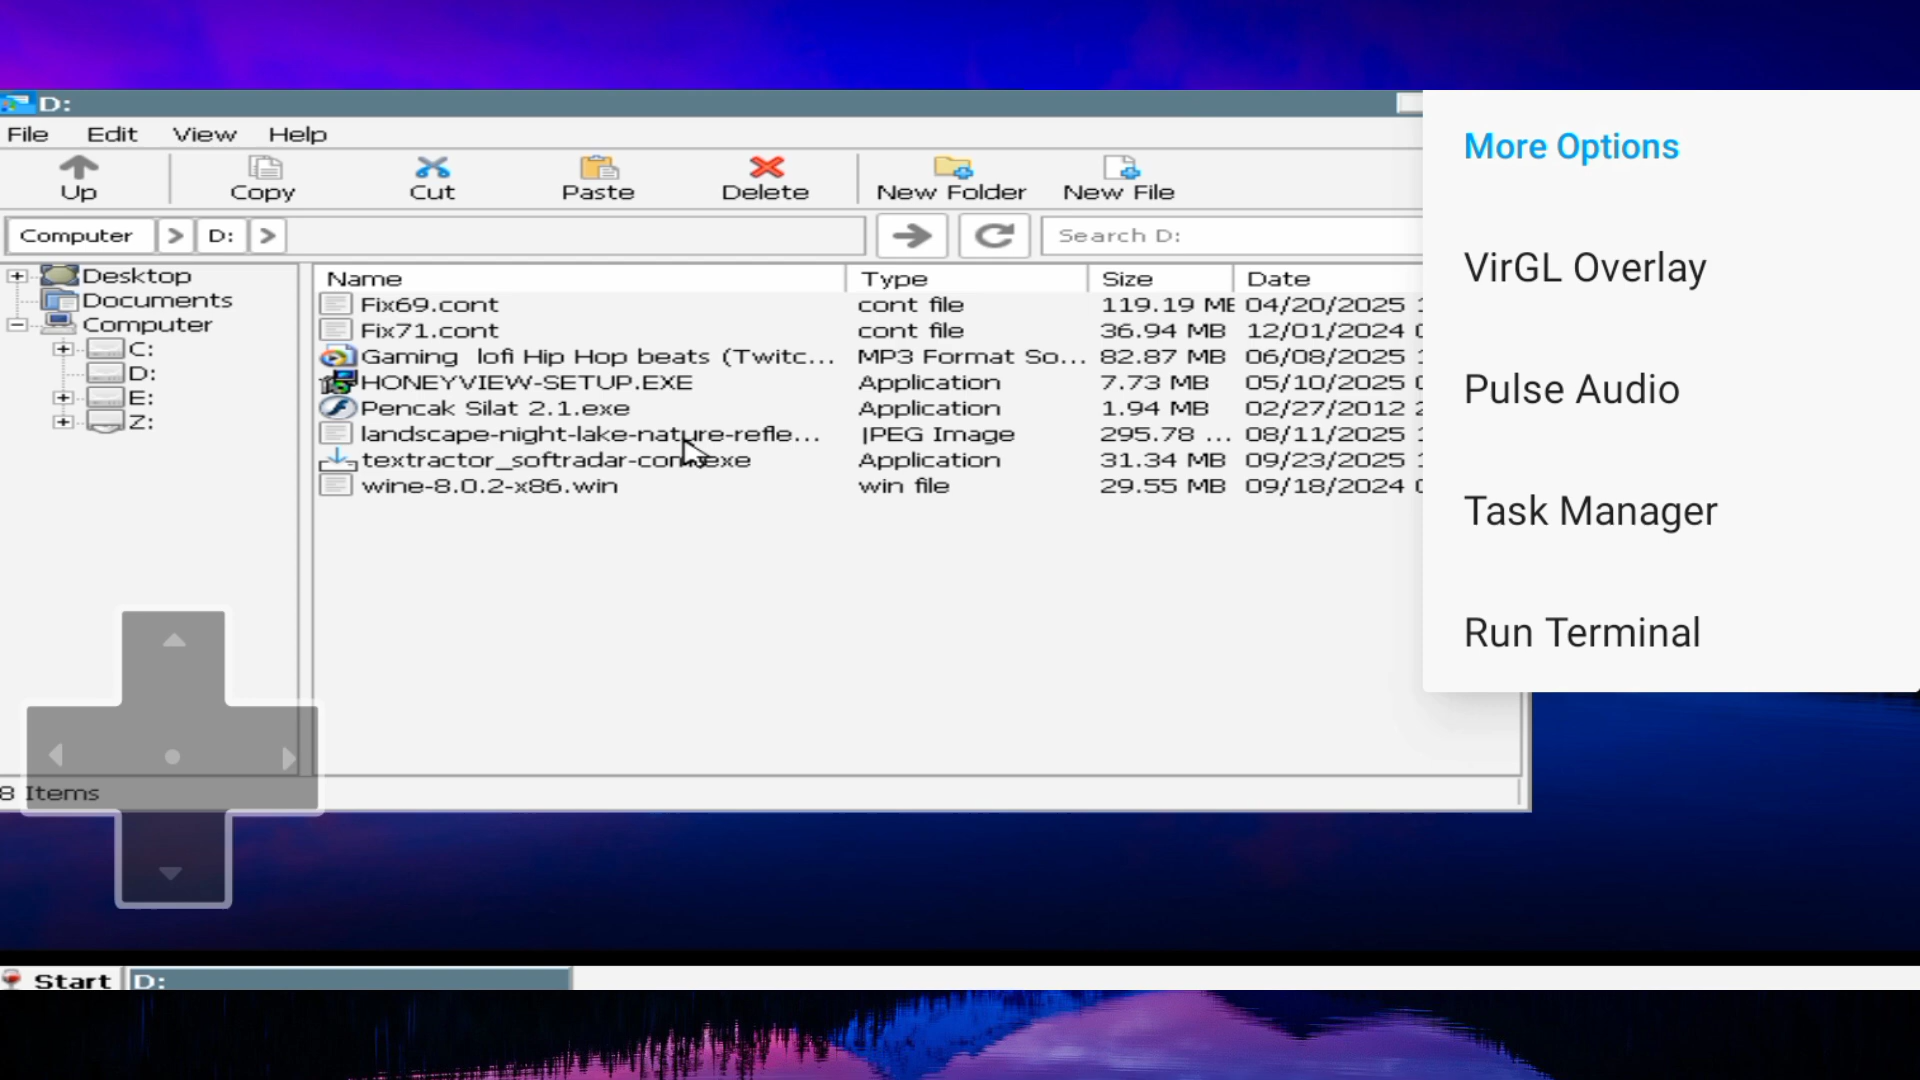 D:
File Edit View Help
Up Copy Cut Paste Delete New Folder New File
Computer > D: > Search D:
Desktop
Documents
Computer
C:
D:
E:
Z:
Name Type Size Date
Fix69.cont cont file 119.19 ME 04/20/2025
Fix71.cont cont file 36.94 MB 12/01/2024
Gaming lofi Hip Hop beats (Twitc... MP3 Format So... 82.87 MB 06/08/2025
HONEYVIEW-SETUP.EXE Application 7.73 MB 05/10/2025
Pencak Silat 2.1.exe Application 1.94 MB 02/27/2012
landscape-night-lake-nature-refle... JPEG Image 295.78 ... 08/11/2025
textractor_softradar-com.exe Application 31.34 MB 09/23/2025
wine-8.0.2-x86.win win file 29.55 MB 09/18/2024
8 Items
More Options
VirGL Overlay
Pulse Audio
Task Manager
Run Terminal
Start D: